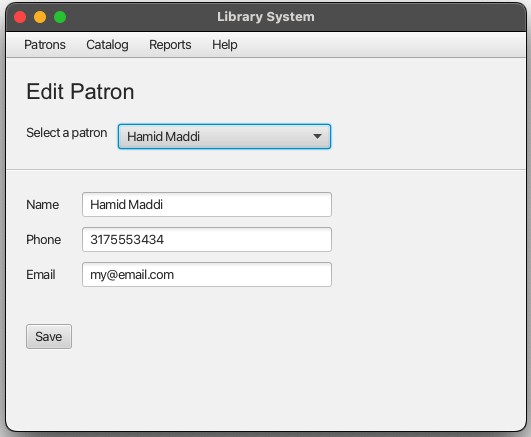 Library System
Patrons Catalog Reports Help
Edit Patron
Select a patron Hamid Maddi
Name Hamid Maddi
Phone 3175553434
Email my@email.com
Save